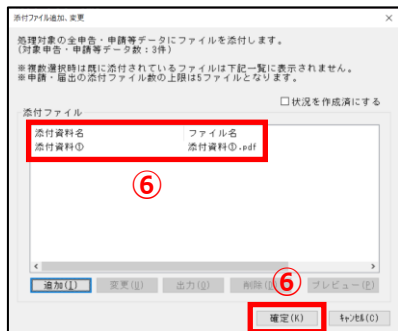 添付ファイル追加、変更
処理対象の全申告・申請等データにファイルを添付します。
(対象申告・申請等データ数：3件)
※複数選択時は既に添付されているファイルは下記一覧に表示されません。
※申請・届出の添付ファイル数の上限は5ファイルとなります。
状況を作成済にする
添付ファイル
添付資料名 ファイル名
添付資料① 添付資料①.pdf
⑥
⑥
追加(I) 変更(U) 出力(O) 削除( プレビュー(P)
確定(K) ｷｬﾝｾﾙ(C)